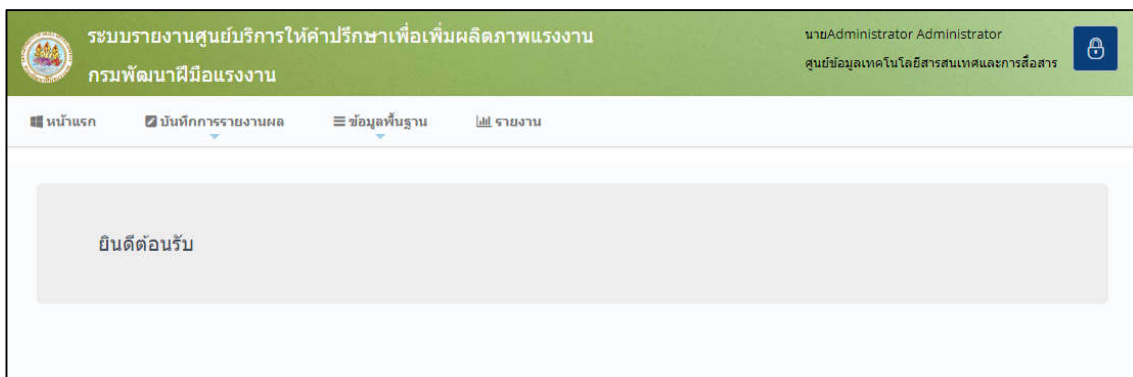 ระบบรายงานศูนย์บริการให้คำปรึกษาเพื่อเพิ่มผลิตภาพแรงงาน
กรมพัฒนาฝีมือแรงงาน
นายAdministrator Administrator
ศูนย์ข้อมูลเทคโนโลยีสารสนเทศและการสื่อสาร
หน้าแรก บันทึกการรายงานผล ข้อมูลพื้นฐาน รายงาน
ยินดีต้อนรับ